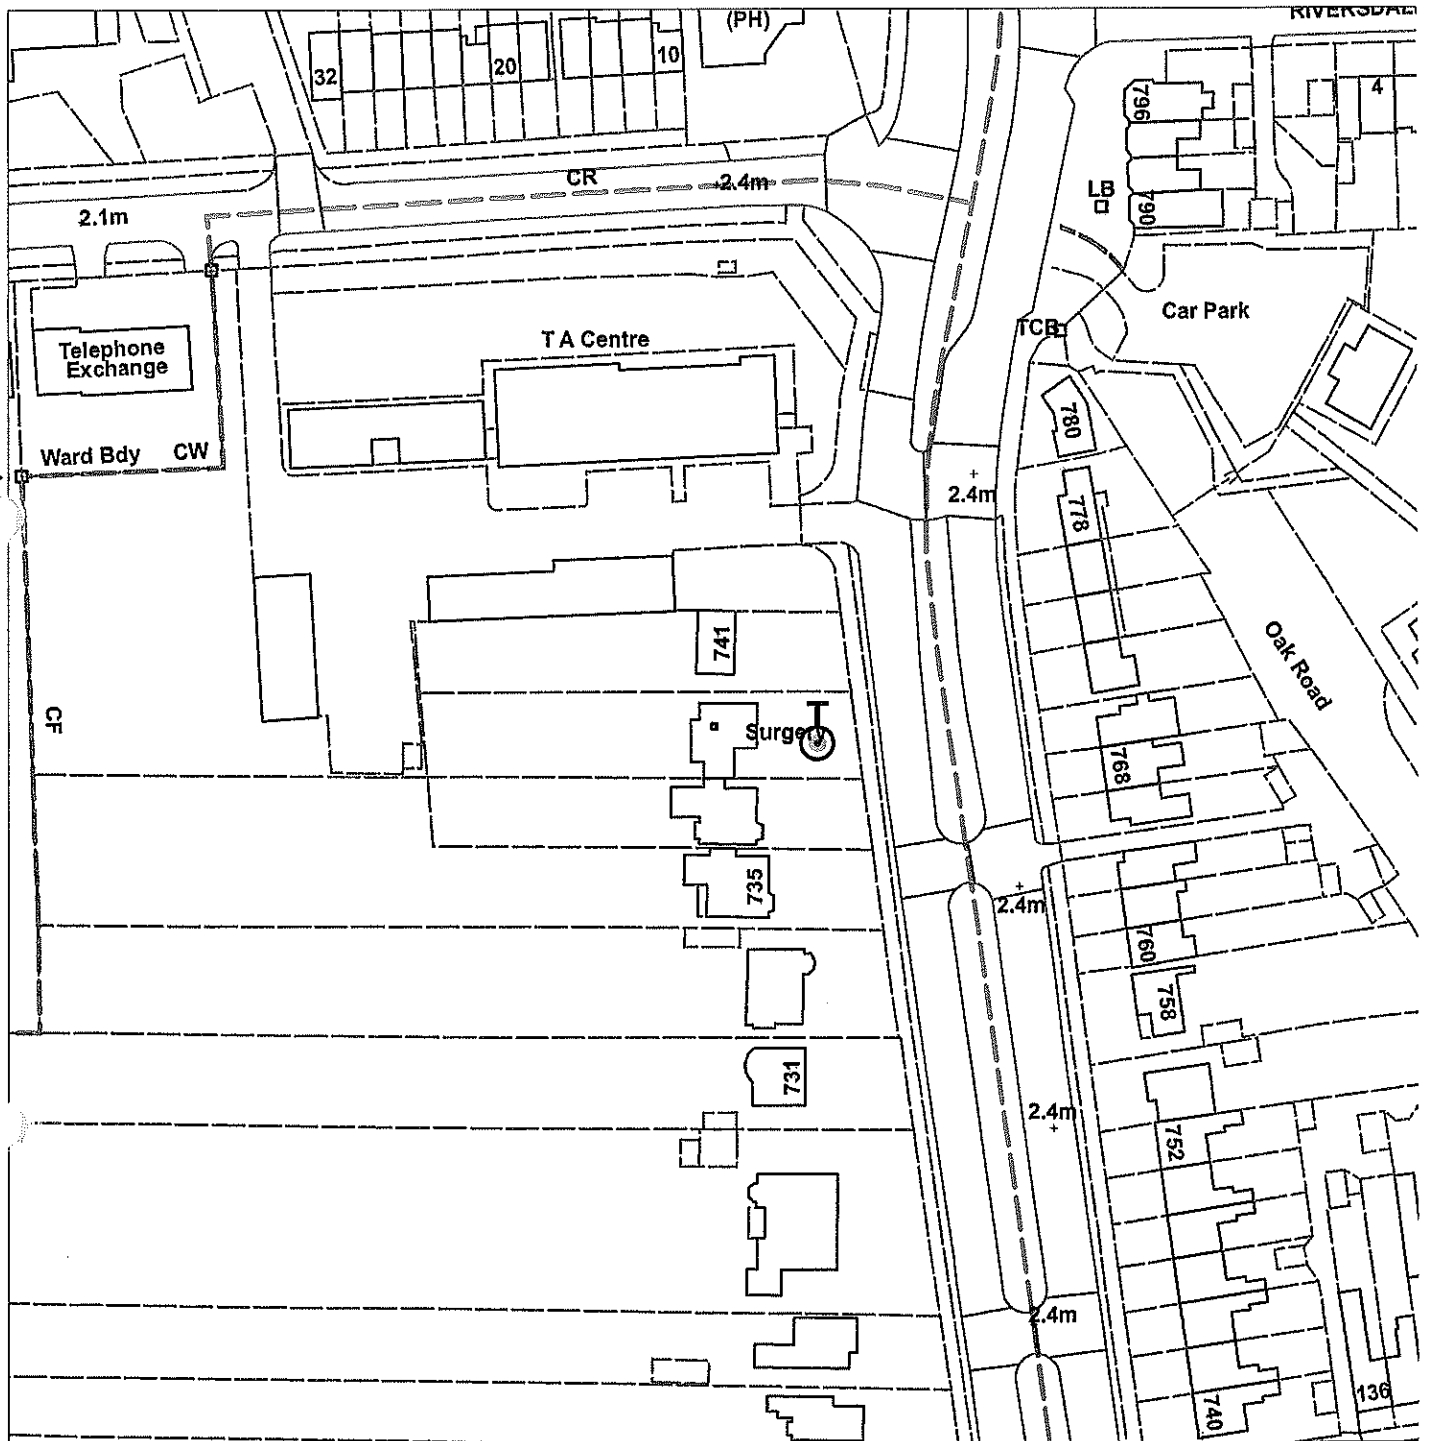 (PH)
RIVERSDALE
32
20
10
796
4
CR
2.4m
2.1m
LB
790
TCB
Car Park
T A Centre
Telephone
Exchange
780
Ward Bdy CW
2.4m
778
741
Oak Road
CF
Surgery
T
768
735
2.4m
760
758
731
2.4m
752
2.4m
136
740